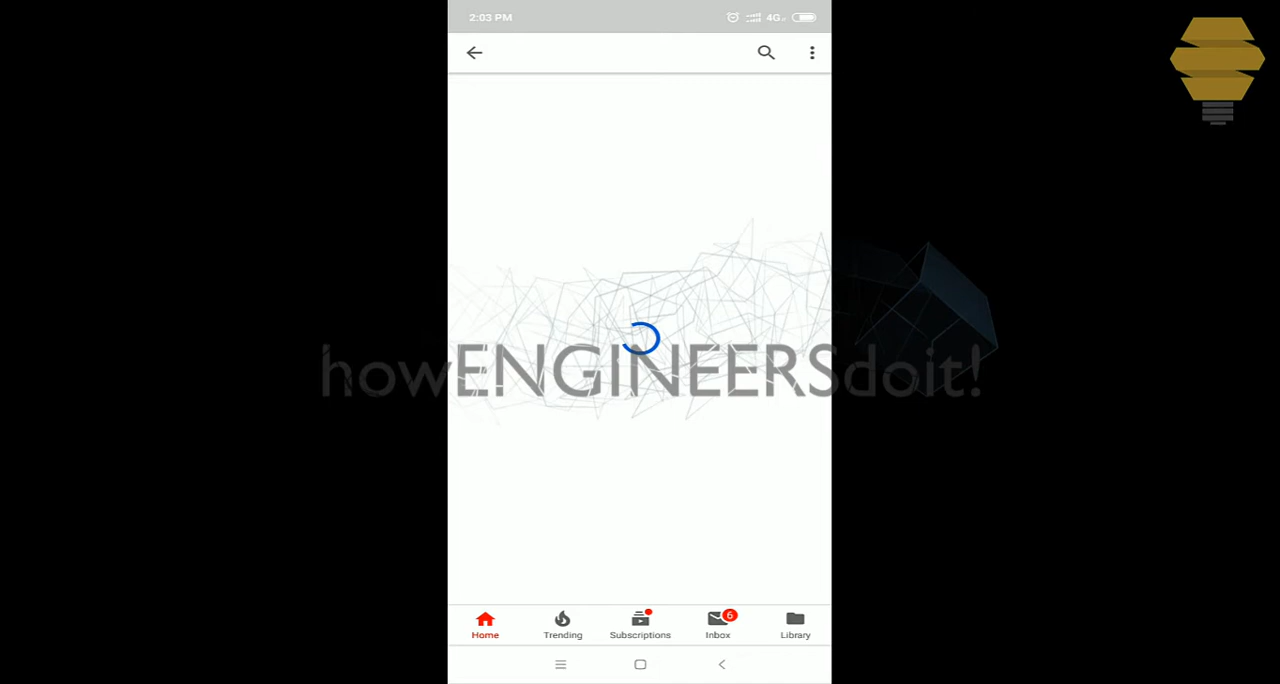 2:03 PM
4G
howENGINEERSdoit!
6
Home
Trending
Subscriptions
Inbox
Library